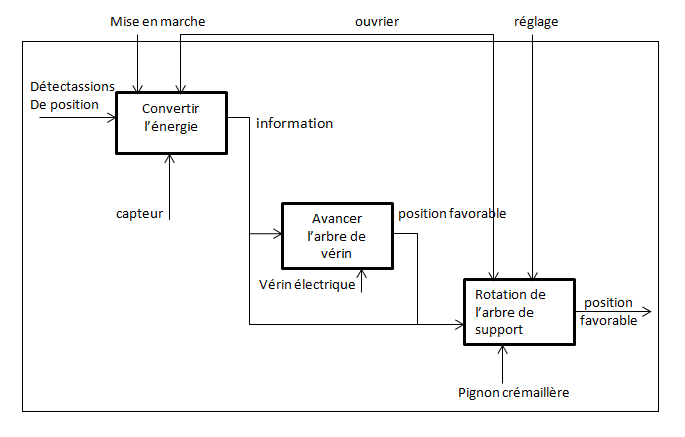 Mise en marche
ouvrier
réglage
Détectassions
De position
Convertir
l’énergie
information
capteur
Avancer
l’arbre de
vérin
position favorable
Vérin électrique
Rotation de
l’arbre de
support
position
favorable
Pignon crémaillère